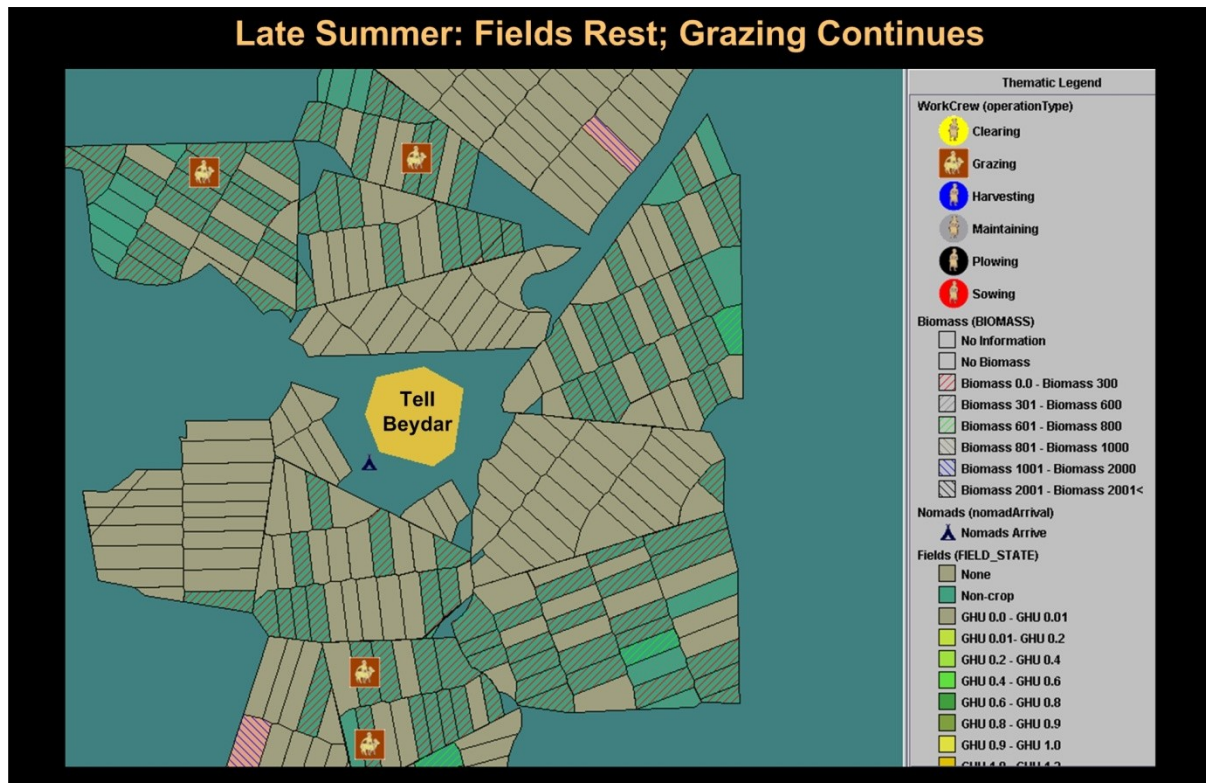 Late Summer: Fields Rest; Grazing Continues
Tell
Beydar
Thematic Legend
WorkCrew (operationType)
Clearing
Grazing
Harvesting
Maintaining
Plowing
Sowing
Biomass (BIOMASS)
No Information
No Biomass
Biomass 0.0 - Biomass 300
Biomass 301 - Biomass 600
Biomass 601 - Biomass 800
Biomass 801 - Biomass 1000
Biomass 1001 - Biomass 2000
Biomass 2001 - Biomass 2001<
Nomads (nomadArrival)
Nomads Arrive
Fields (FIELD_STATE)
None
Non-crop
GHU 0.0 - GHU 0.01
GHU 0.01- GHU 0.2
GHU 0.2 - GHU 0.4
GHU 0.4 - GHU 0.6
GHU 0.6 - GHU 0.8
GHU 0.8 - GHU 0.9
GHU 0.9 - GHU 1.0